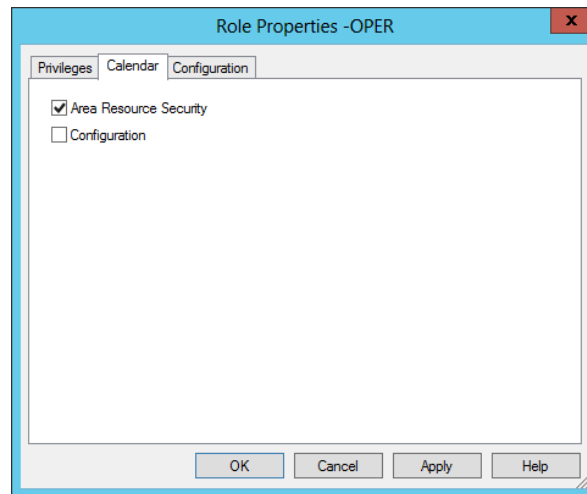 Role Properties -OPER
x
Privileges Calendar Configuration
Area Resource Security
Configuration
OK Cancel Apply Help